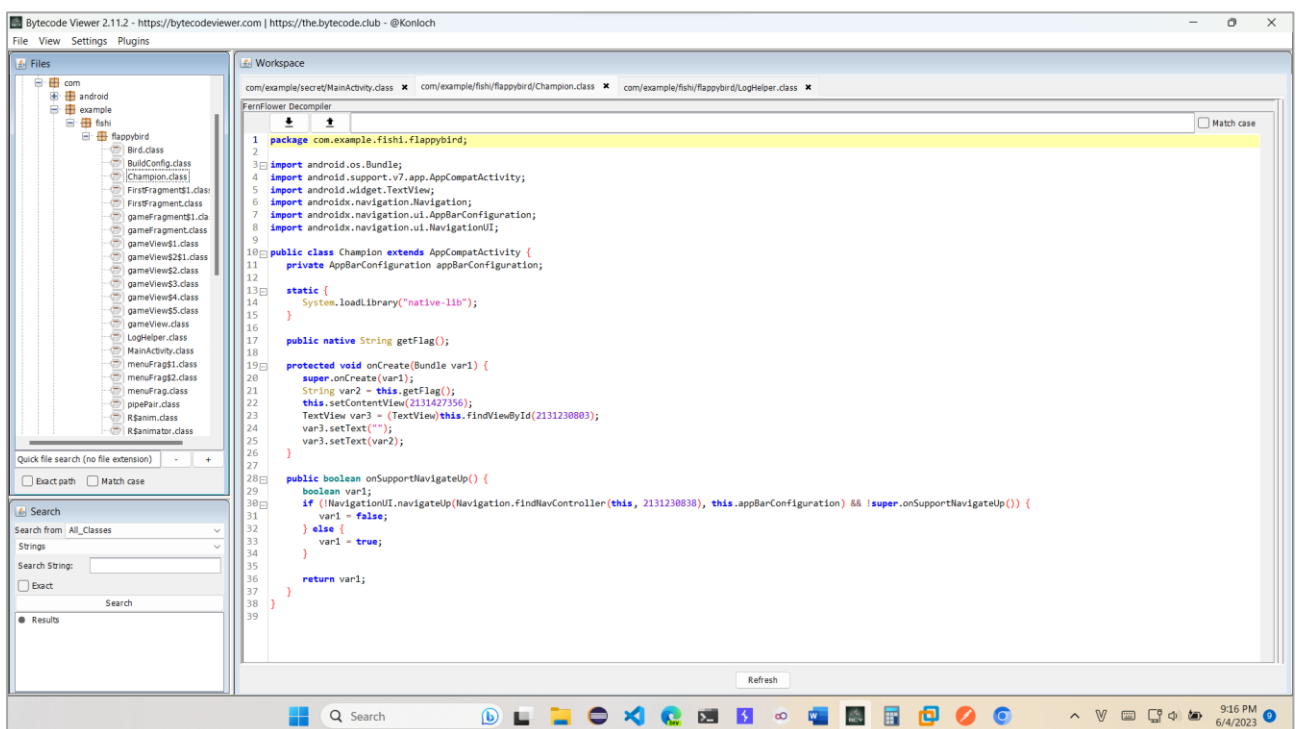 Bytecode Viewer 2.11.2 - https://bytecodeviewer.com | https://the.bytecode.club - @Konloch
File View Settings Plugins
Files
com
android
example
fishi
flappybird
Bird.class
BuildConfig.class
Champion.class
FirstFragment$1.clas
FirstFragment.class
gameFragment$1.cla
gameFragment.class
gameView$1.class
gameView$2$1.class
gameView$2.class
gameView$3.class
gameView$4.class
gameView$5.class
gameView.class
LogHelper.class
MainActivity.class
menuFrag$1.class
menuFrag$2.class
menuFrag.class
pipePair.class
R$anim.class
R$animator.class
Quick file search (no file extension) - +
Exact path Match case
Search
Search from All_Classes
Strings
Search String:
Exact
Search
Results
Workspace
com/example/secret/MainActivity.class com/example/fishi/flappybird/Champion.class com/example/fishi/flappybird/LogHelper.class
FernFlower Decompiler
Match case
1 package com.example.fishi.flappybird;
2
3 import android.os.Bundle;
4 import android.support.v7.app.AppCompatActivity;
5 import android.widget.TextView;
6 import androidx.navigation.Navigation;
7 import androidx.navigation.ui.AppBarConfiguration;
8 import androidx.navigation.ui.NavigationUI;
9
10 public class Champion extends AppCompatActivity {
11 private AppBarConfiguration appBarConfiguration;
12
13 static {
14 System.loadLibrary("native-lib");
15 }
16
17 public native String getFlag();
18
19 protected void onCreate(Bundle var1) {
20 super.onCreate(var1);
21 String var2 = this.getFlag();
22 this.setContentView(2131427356);
23 TextView var3 = (TextView)this.findViewById(2131230803);
24 var3.setText("");
25 var3.setText(var2);
26 }
27
28 public boolean onSupportNavigateUp() {
29 boolean var1;
30 if (!NavigationUI.navigateUp(Navigation.findNavController(this, 2131230838), this.appBarConfiguration) && !super.onSupportNavigateUp()) {
31 var1 = false;
32 } else {
33 var1 = true;
34 }
35
36 return var1;
37 }
38 }
39
Refresh
Search
9:16 PM
6/4/2023
9